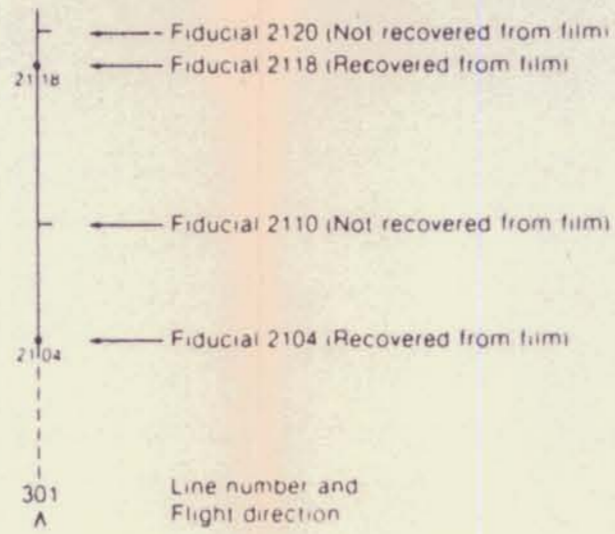 Fiducial 2120 (Not recovered from film)
2118 Fiducial 2118 (Recovered from film)
Fiducial 2110 (Not recovered from film)
2104 Fiducial 2104 (Recovered from film)
301 Line number and
Λ Flight direction